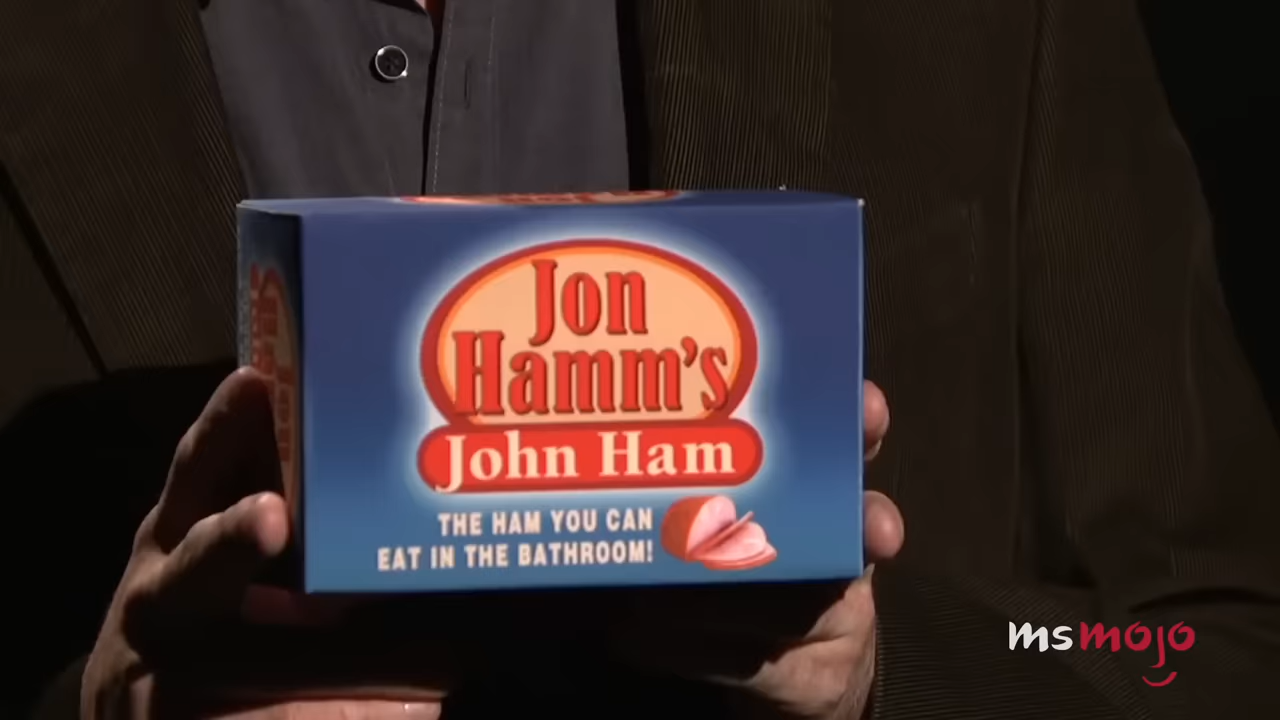 Jon
Hamm's
John Ham
THE HAM YOU CAN
EAT IN THE BATHROOM!
msmojo